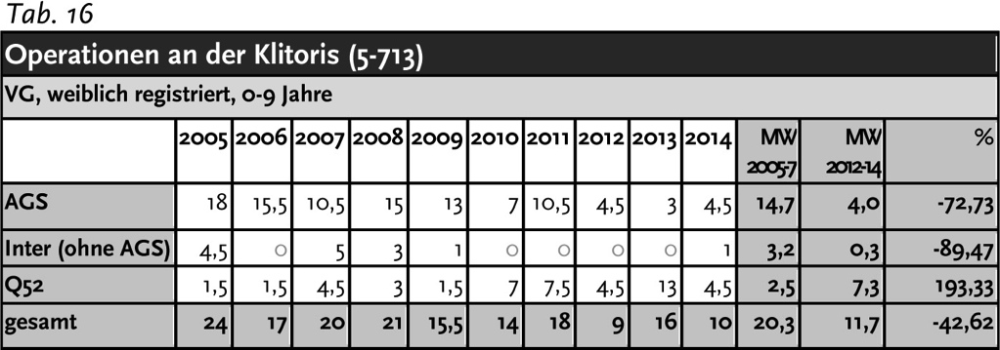 Tab. 16
Operationen an der Klitoris (5-713)
VG, weiblich registriert, 0-9 Jahre
2005 2006 2007 2008 2009 2010 2011 2012 2013 2014 MW 2005-7 MW 2012-14 %
AGS 18 15,5 10,5 15 13 7 10,5 4,5 3 4,5 14,7 4,0 -72,73
Inter (ohne AGS) 4,5 0 5 3 1 0 0 0 0 1 3,2 0,3 -89,47
Q52 1,5 1,5 4,5 3 1,5 7 7,5 4,5 13 4,5 2,5 7,3 193,33
gesamt 24 17 20 21 15,5 14 18 9 16 10 20,3 11,7 -42,62